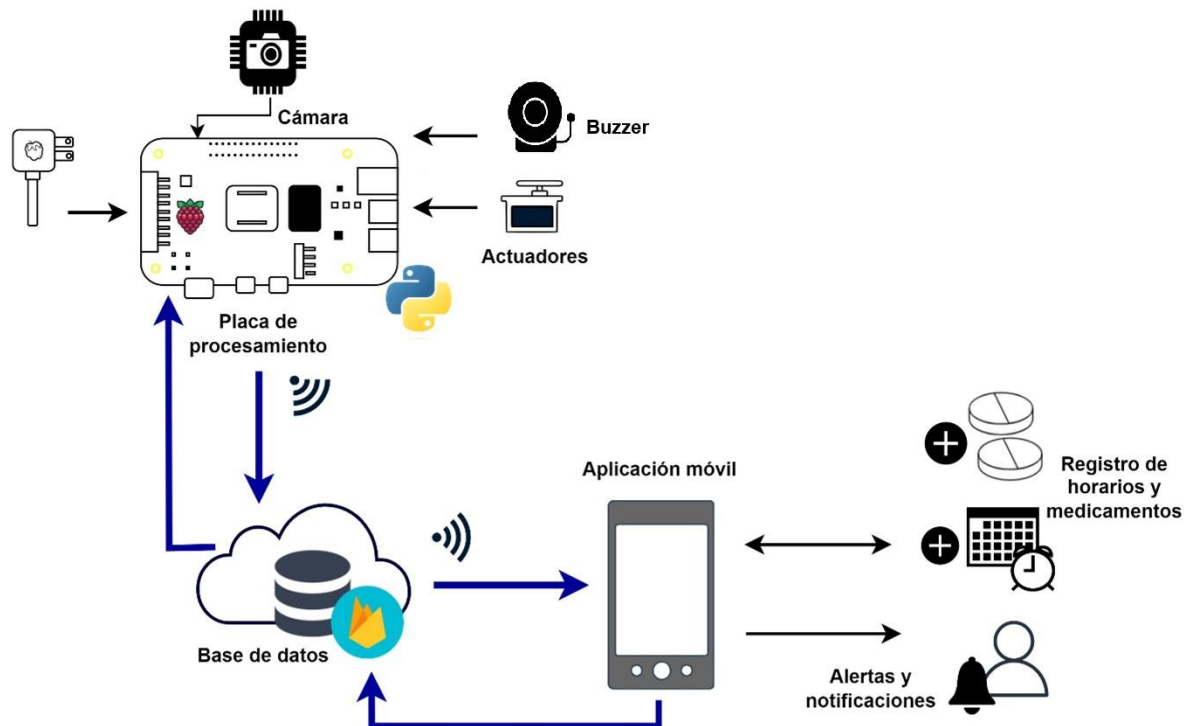 Cámara
Buzzer
Actuadores
Placa de
procesamiento
Aplicación móvil
Registro de
horarios y
medicamentos
Base de datos
Alertas y
notificaciones